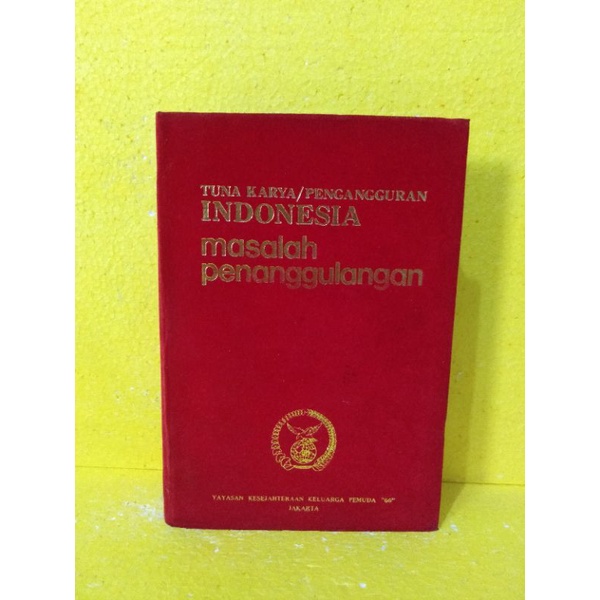 TUNA KARYA/PENGANGGURAN
INDONESIA
masalah
penanggulangan
YAYASAN KESEJAHTERAAN KELUARGA PEMUDA "66"
JAKARTA